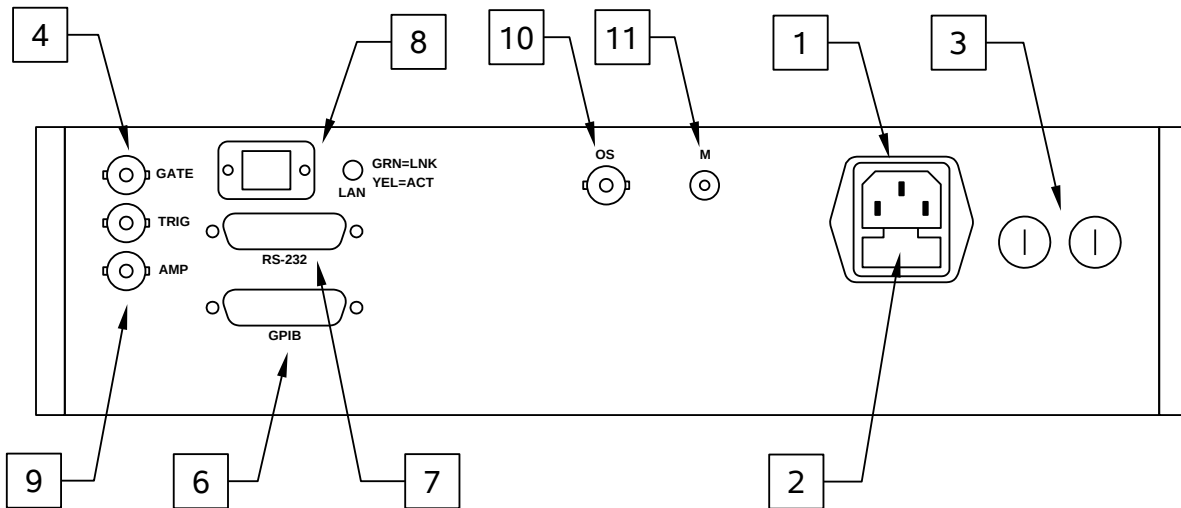 4
8
10
11
1
3
GATE
TRIG
AMP
GRN=LNK
YEL=ACT
LAN
RS-232
GPIB
OS
M
9
6
7
2